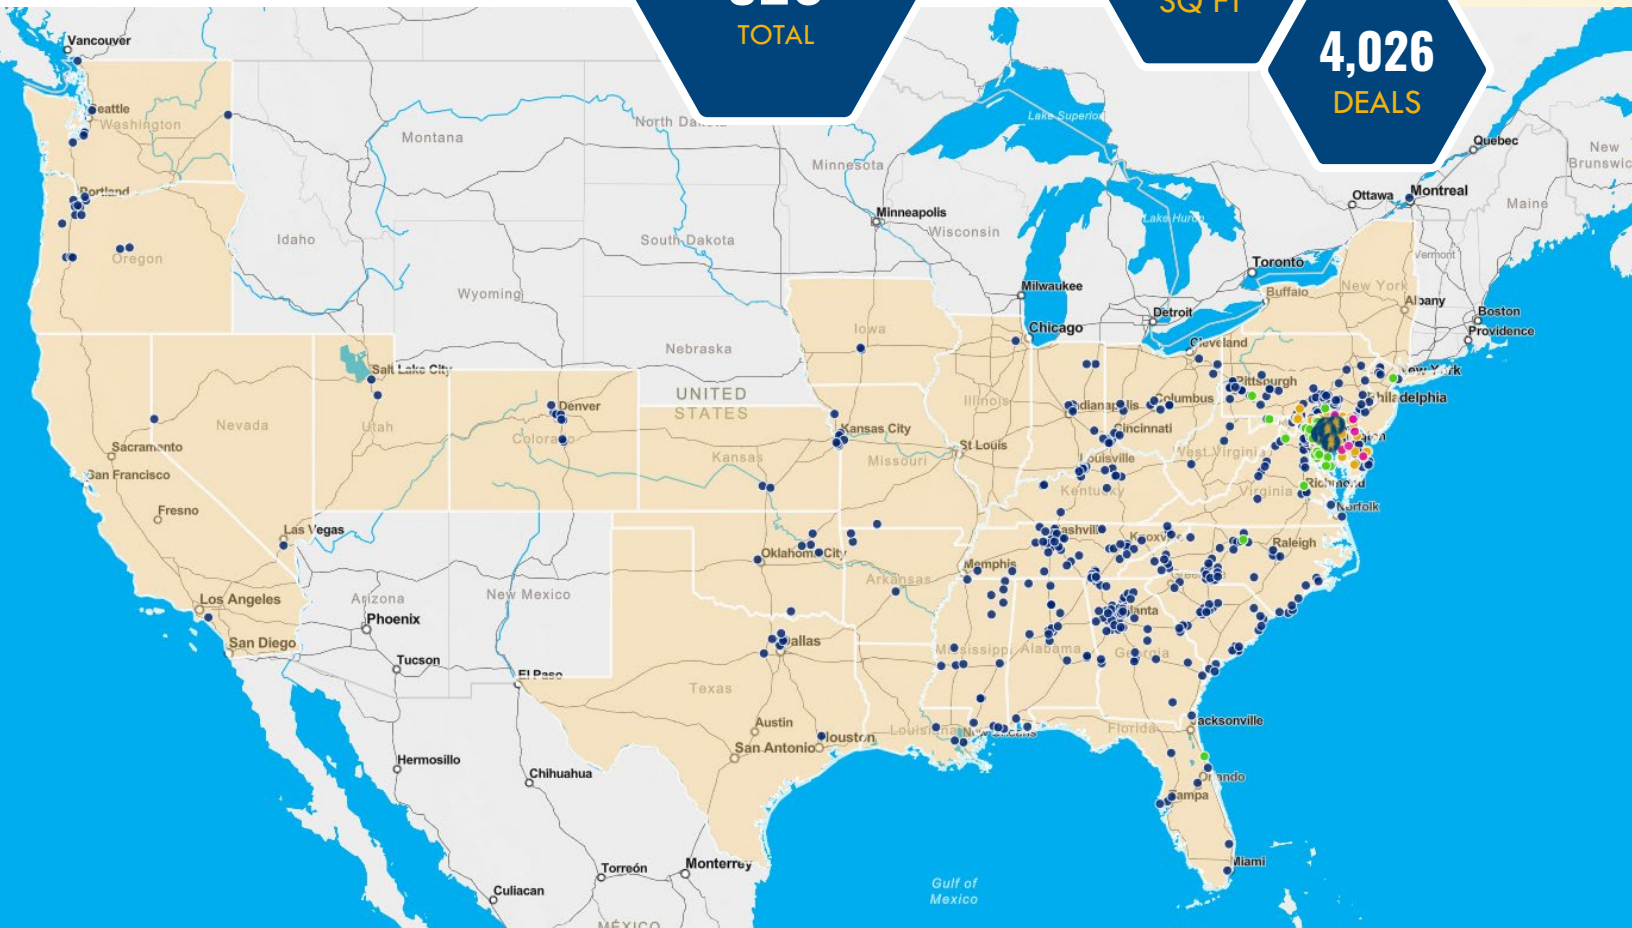 TOTAL
SQ FT
4,026
DEALS
Vancouver
Seattle
Washington
Montana
North Dakota
Minnesota
Lake Superior
Quebec
New
Brunswic
Portland
Ottawa
Montreal
Maine
Minneapolis
Wisconsin
Lake Huron
Idaho
South Dakota
Oregon
Vermont
Toronto
Wyoming
Milwaukee
Buffalo
New York
Albany
Detroit
Boston
Providence
Iowa
Chicago
Cleveland
Nebraska
Salt Lake City
New York
Pittsburgh
UNITED
STATES
Illinois
Indianapolis
Columbus
Philadelphia
Denver
Nevada
Utah
Colorado
Kansas City
Cincinnati
Sacramento
St Louis
Kansas
Missouri
Louisville
West Virginia
San Francisco
Kentucky
Virginia
Richmond
Fresno
Norfolk
Las Vegas
Nashville
Knoxv
Raleigh
Oklahoma City
Memphis
Arkansas
Los Angeles
Arizona
New Mexico
Phoenix
Atlanta
San Diego
Dallas
Mississippi
Alabama
Georgia
Tucson
El Paso
Texas
Austin
Jacksonville
Houston
Louisiana
New Orleans
Florida
San Antonio
Hermosillo
Chihuahua
Orlando
Tampa
Miami
Torreón
Monterrey
Culiacan
Gulf of
Mexico
MÉXICO